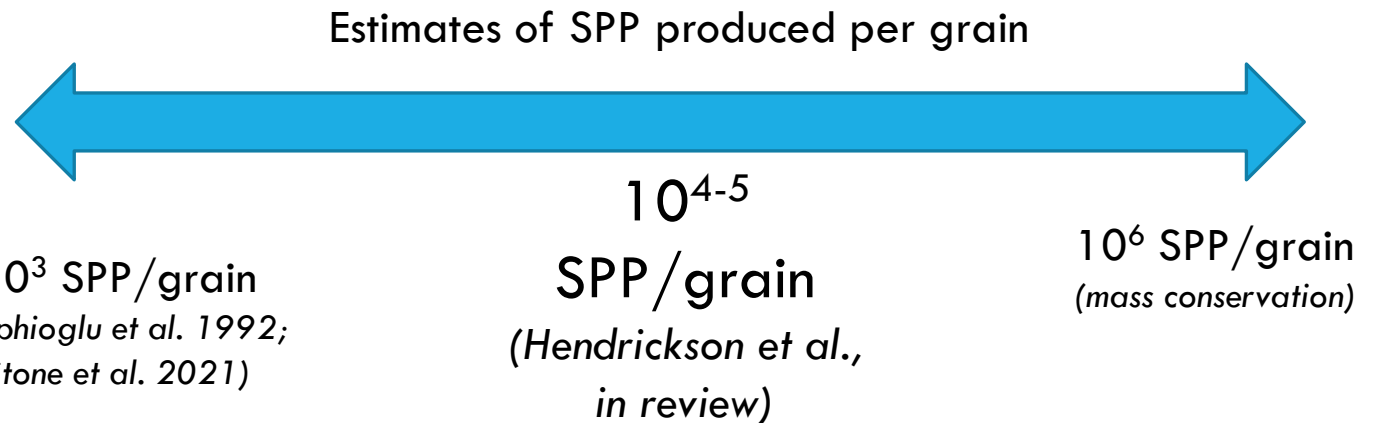 Estimates of SPP produced per grain
10⁴⁻⁵
SPP/grain
(Hendrickson et al.,
in review)
0³ SPP/grain
phioglu et al. 1992;
tone et al. 2021)
10⁶ SPP/grain
(mass conservation)